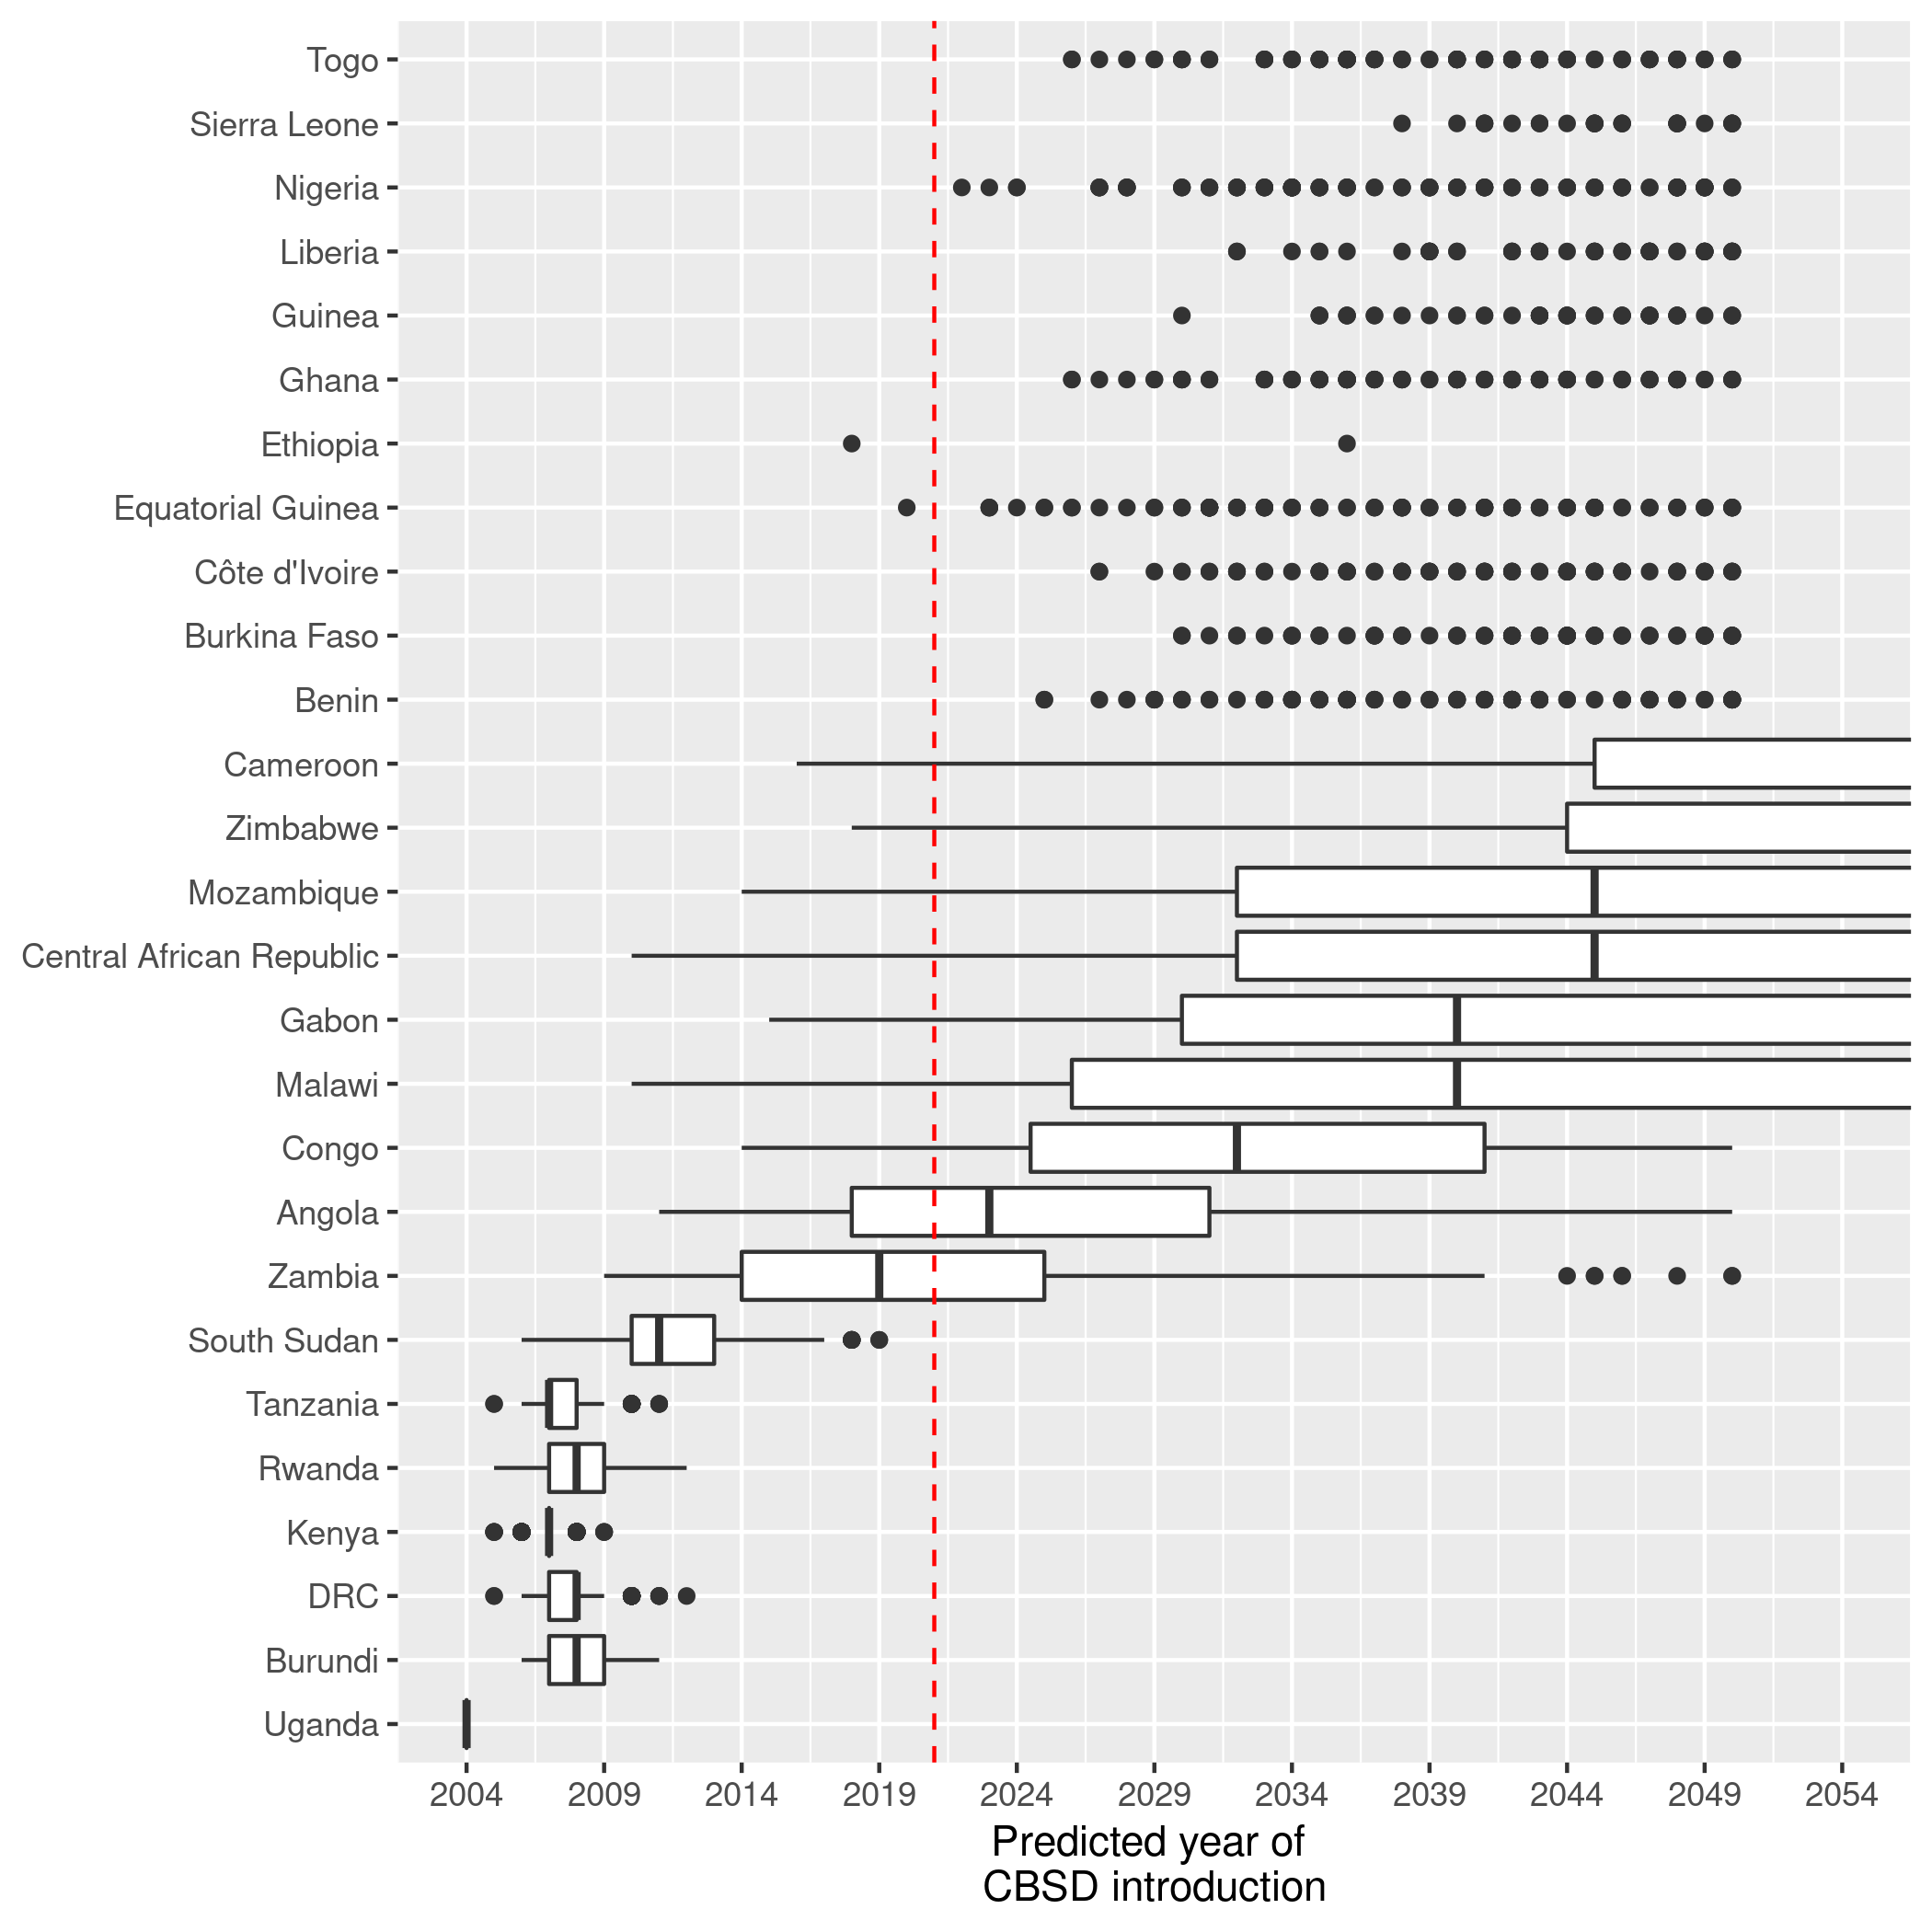 Togo
Sierra Leone
Nigeria
Liberia
Guinea
Ghana
Ethiopia
Equatorial Guinea
Côte d'Ivoire
Burkina Faso
Benin
Cameroon
Zimbabwe
Mozambique
Central African Republic
Gabon
Malawi
Congo
Angola
Zambia
South Sudan
Tanzania
Rwanda
Kenya
DRC
Burundi
Uganda
2004 2009 2014 2019 2024 2029 2034 2039 2044 2049 2054
Predicted year of
CBSD introduction